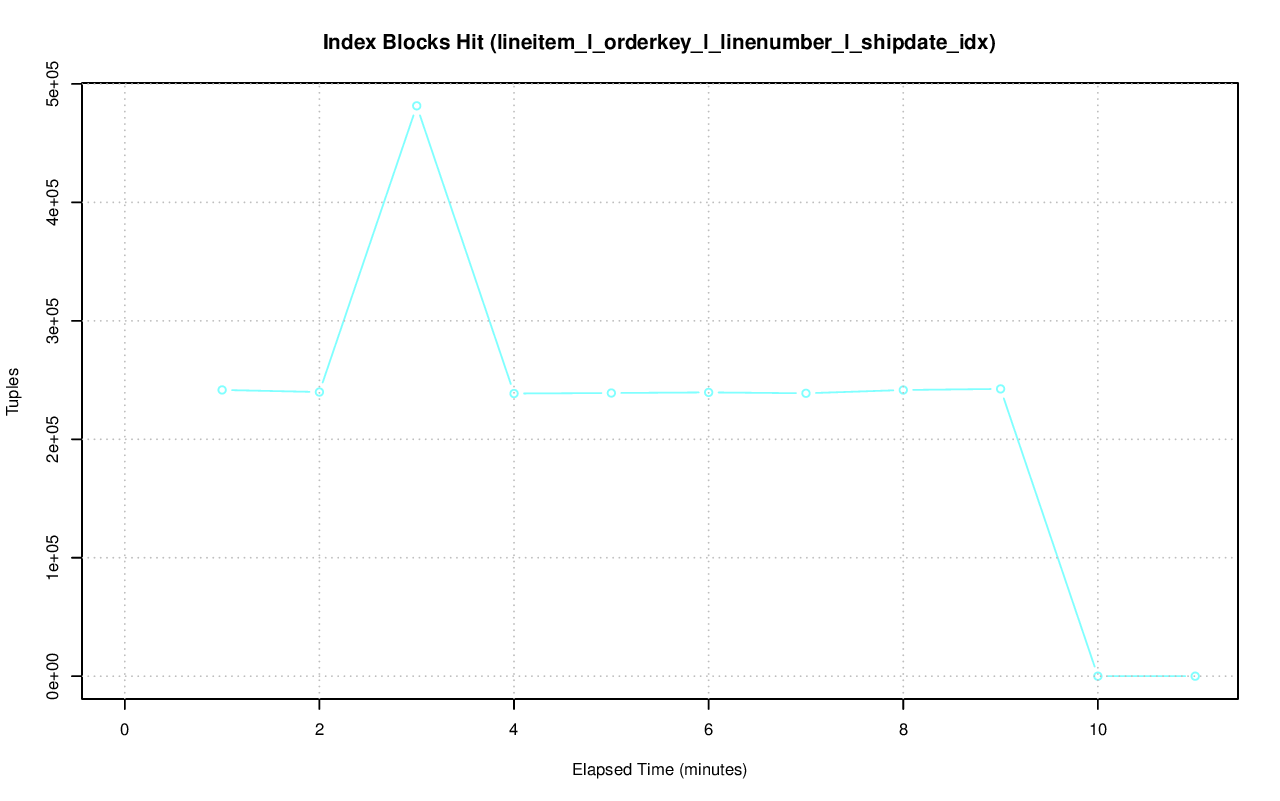 Index Blocks Hit (lineitem_l_orderkey_l_linenumber_l_shipdate_idx)
5e+05
4e+05
3e+05
2e+05
1e+05
0e+00
Tuples
0 2 4 6 8 10
Elapsed Time (minutes)